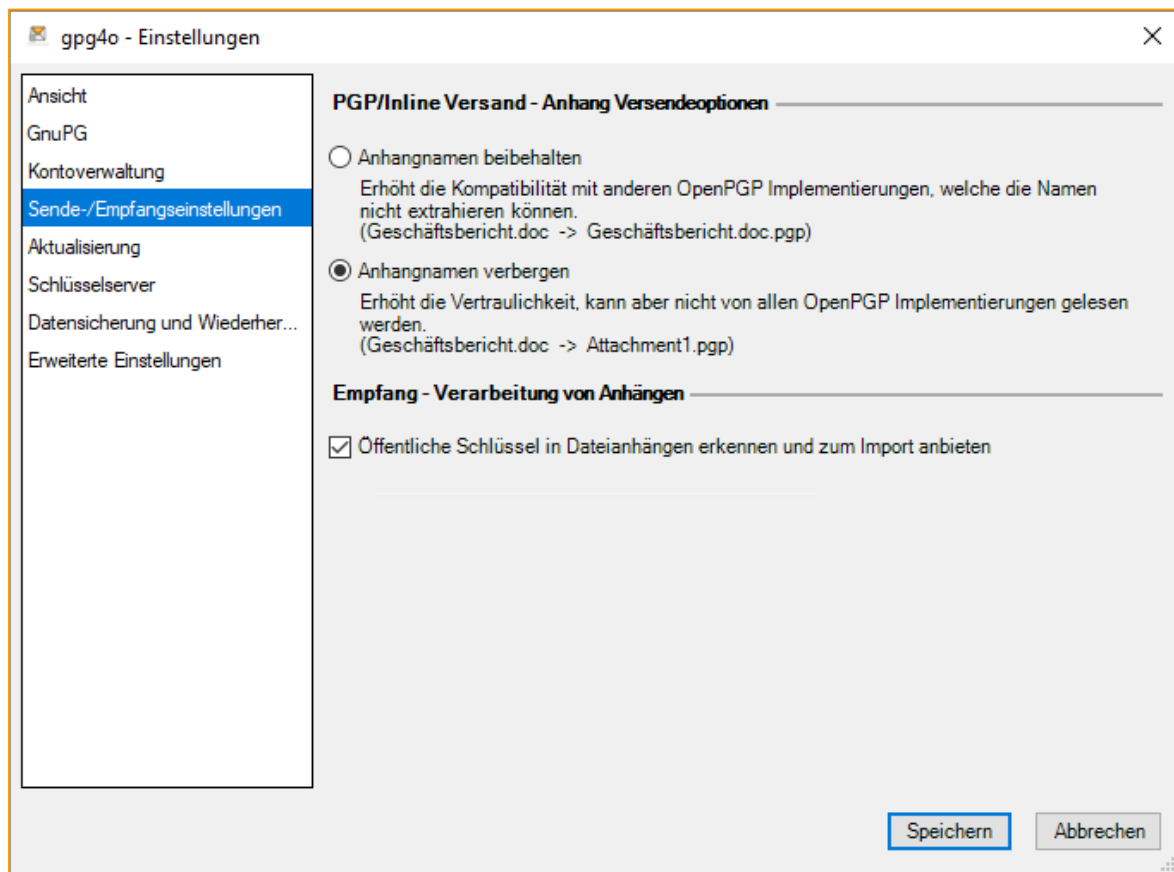 gpg4o - Einstellungen
Ansicht
GnuPG
Kontoverwaltung
Sende-/Empfangseinstellungen
Aktualisierung
Schlüsselserver
Datensicherung und Wiederher...
Erweiterte Einstellungen
PGP/Inline Versand - Anhang Versendeoptionen
Anhangnamen beibehalten
Erhöht die Kompatibilität mit anderen OpenPGP Implementierungen, welche die Namen
nicht extrahieren können.
(Geschäftsbericht.doc -> Geschäftsbericht.doc.pgp)
Anhangnamen verbergen
Erhöht die Vertraulichkeit, kann aber nicht von allen OpenPGP Implementierungen gelesen
werden.
(Geschäftsbericht.doc -> Attachment1.pgp)
Empfang - Verarbeitung von Anhängen
Öffentliche Schlüssel in Dateianhängen erkennen und zum Import anbieten
Speichern
Abbrechen